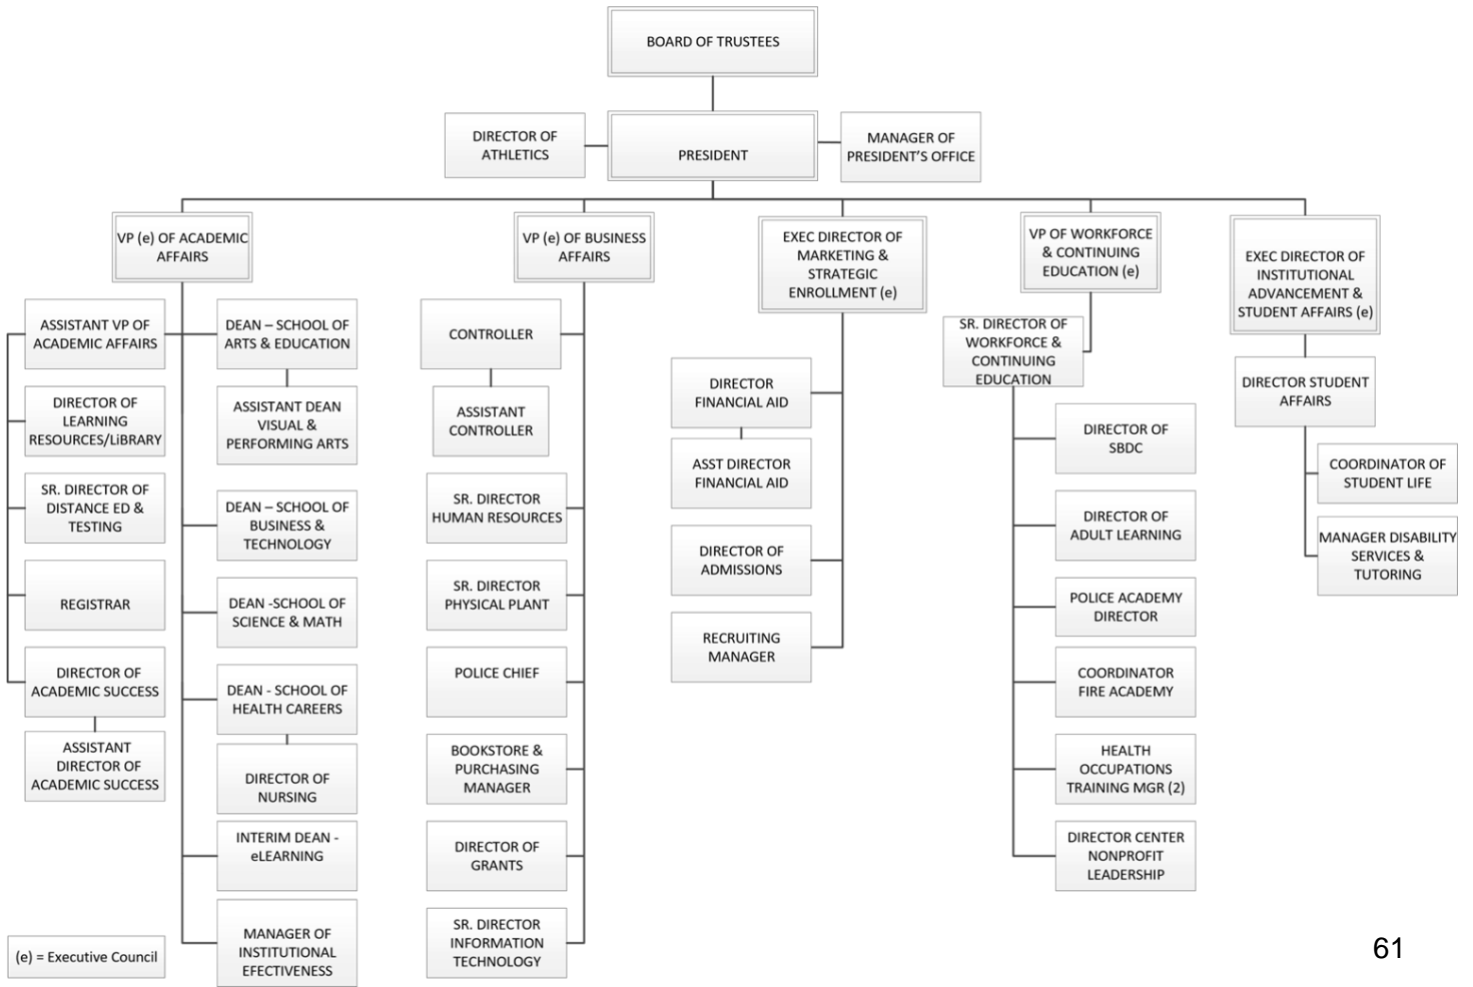 BOARD OF TRUSTEES
DIRECTOR OF
ATHLETICS
PRESIDENT
MANAGER OF
PRESIDENT’S OFFICE
VP (e) OF ACADEMIC
AFFAIRS
VP (e) OF BUSINESS
AFFAIRS
EXEC DIRECTOR OF
MARKETING &
STRATEGIC
ENROLLMENT (e)
VP OF WORKFORCE
& CONTINUING
EDUCATION (e)
EXEC DIRECTOR OF
INSTITUTIONAL
ADVANCEMENT &
STUDENT AFFAIRS (e)
ASSISTANT VP OF
ACADEMIC AFFAIRS
DIRECTOR OF
LEARNING
RESOURCES/LiBRARY
SR. DIRECTOR OF
DISTANCE ED &
TESTING
REGISTRAR
DIRECTOR OF
ACADEMIC SUCCESS
ASSISTANT
DIRECTOR OF
ACADEMIC SUCCESS
DEAN – SCHOOL OF
ARTS & EDUCATION
ASSISTANT DEAN
VISUAL &
PERFORMING ARTS
DEAN – SCHOOL OF
BUSINESS &
TECHNOLOGY
DEAN -SCHOOL OF
SCIENCE & MATH
DEAN - SCHOOL OF
HEALTH CAREERS
DIRECTOR OF
NURSING
INTERIM DEAN -
eLEARNING
MANAGER OF
INSTITUTIONAL
EFECTIVENESS
CONTROLLER
ASSISTANT
CONTROLLER
SR. DIRECTOR
HUMAN RESOURCES
SR. DIRECTOR
PHYSICAL PLANT
POLICE CHIEF
BOOKSTORE &
PURCHASING
MANAGER
DIRECTOR OF
GRANTS
SR. DIRECTOR
INFORMATION
TECHNOLOGY
DIRECTOR
FINANCIAL AID
ASST DIRECTOR
FINANCIAL AID
DIRECTOR OF
ADMISSIONS
RECRUITING
MANAGER
SR. DIRECTOR OF
WORKFORCE &
CONTINUING
EDUCATION
DIRECTOR OF
SBDC
DIRECTOR OF
ADULT LEARNING
POLICE ACADEMY
DIRECTOR
COORDINATOR
FIRE ACADEMY
HEALTH
OCCUPATIONS
TRAINING MGR (2)
DIRECTOR CENTER
NONPROFIT
LEADERSHIP
DIRECTOR STUDENT
AFFAIRS
COORDINATOR OF
STUDENT LIFE
MANAGER DISABILITY
SERVICES &
TUTORING
(e) = Executive Council
61